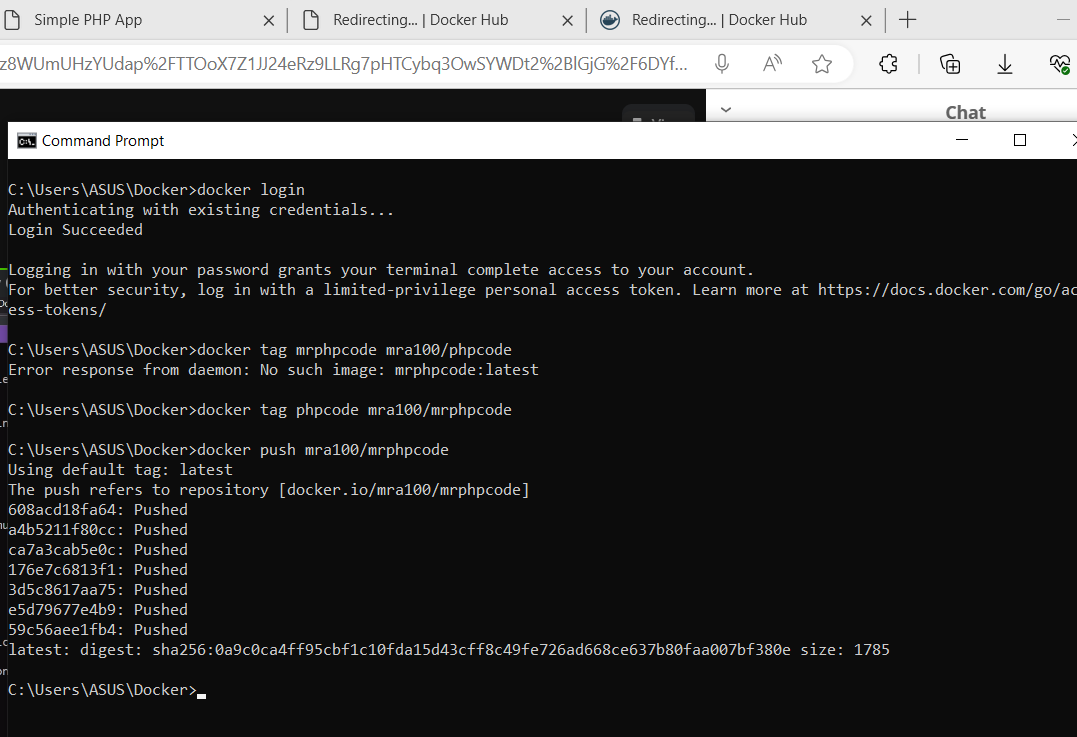 Simple PHP App
Redirecting... | Docker Hub
Redirecting... | Docker Hub
z8WUmUHzYUdap%2FTTOoX7Z1JJ24eRz9LLRg7pHTCybq3OwSYWDt2%2BlGjG%2F6DYf...
Chat
Command Prompt
C:\Users\ASUS\Docker>docker login
Authenticating with existing credentials...
Login Succeeded
Logging in with your password grants your terminal complete access to your account.
For better security, log in with a limited-privilege personal access token. Learn more at https://docs.docker.com/go/ac
ess-tokens/
C:\Users\ASUS\Docker>docker tag mrphpcode mra100/phpcode
Error response from daemon: No such image: mrphpcode:latest
C:\Users\ASUS\Docker>docker tag phpcode mra100/mrphpcode
C:\Users\ASUS\Docker>docker push mra100/mrphpcode
Using default tag: latest
The push refers to repository [docker.io/mra100/mrphpcode]
608acd18fa64: Pushed
a4b5211f80cc: Pushed
ca7a3cab5e0c: Pushed
176e7c6813f1: Pushed
3d5c8617aa75: Pushed
e5d79677e4b9: Pushed
59c56aee1fb4: Pushed
latest: digest: sha256:0a9c0ca4ff95cbf1c10fda15d43cff8c49fe726ad668ce637b80faa007bf380e size: 1785
C:\Users\ASUS\Docker>